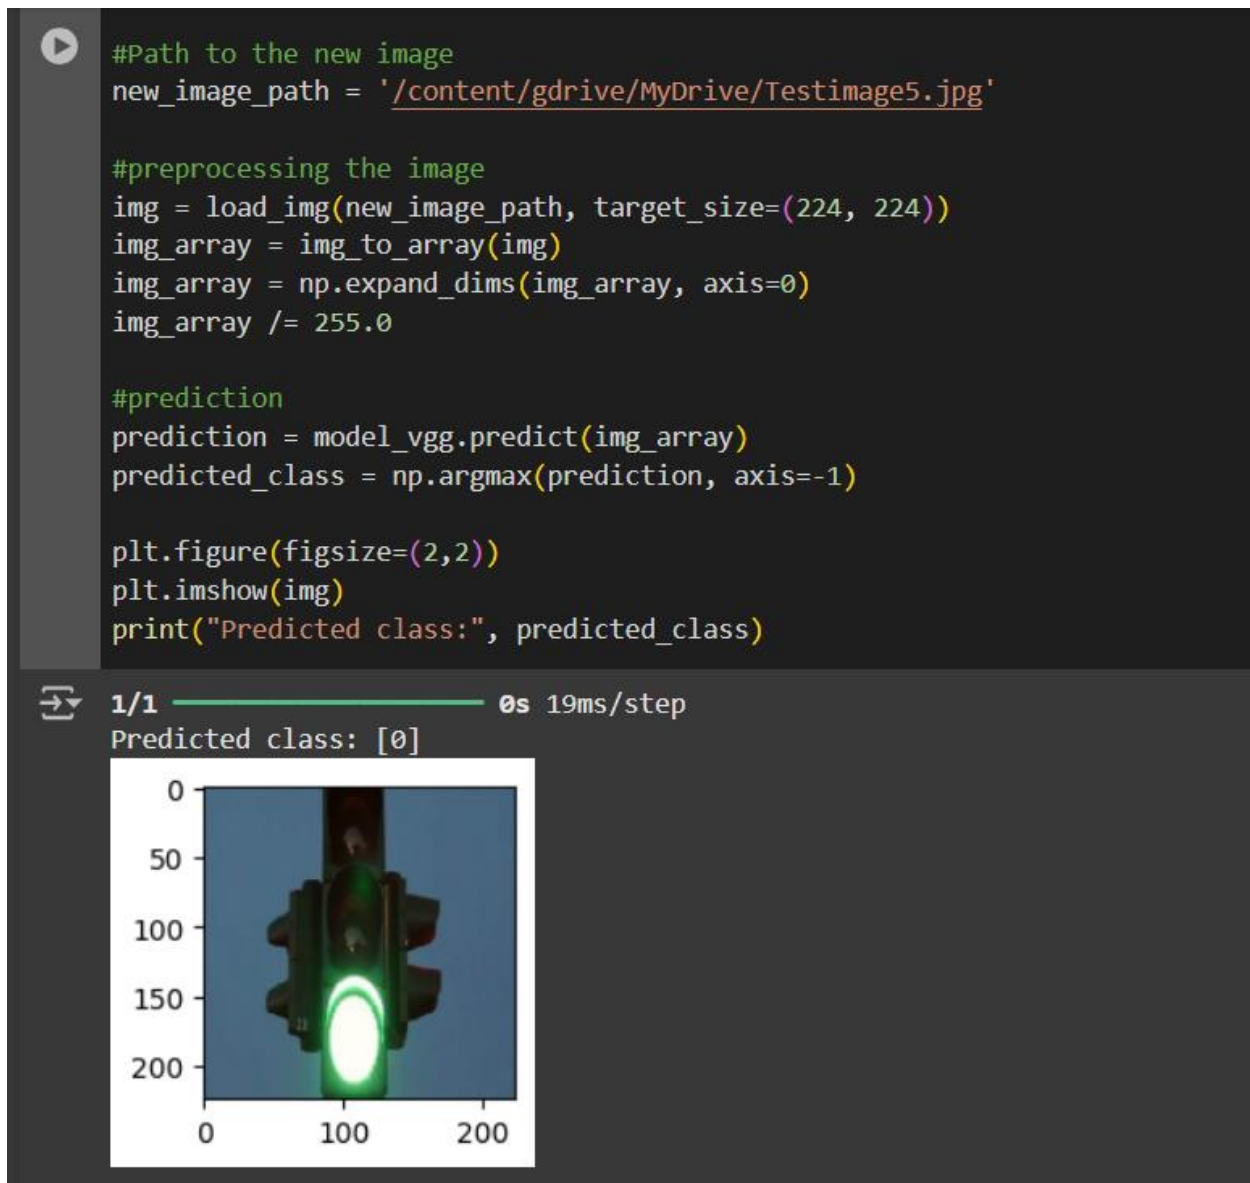 #Path to the new image
new_image_path = '/content/gdrive/MyDrive/Testimage5.jpg'
#preprocessing the image
img = load_img(new_image_path, target_size=(224, 224))
img_array = img_to_array(img)
img_array = np.expand_dims(img_array, axis=0)
img_array /= 255.0
#prediction
prediction = model_vgg.predict(img_array)
predicted_class = np.argmax(prediction, axis=-1)
plt.figure(figsize=(2,2))
plt.imshow(img)
print("Predicted class:", predicted_class)
1/1 0s 19ms/step
Predicted class: [0]
0
50
100
150
200
0 100 200